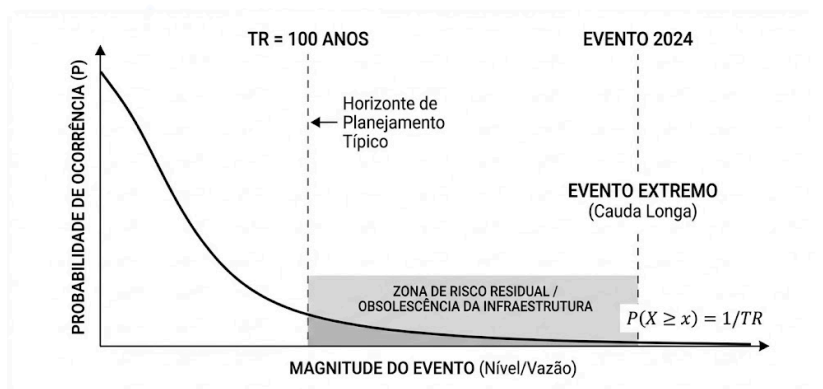 TR = 100 ANOS
EVENTO 2024
PROBABILIDADE DE OCORRÊNCIA (P)
Horizonte de
Planejamento
Típico
EVENTO EXTREMO
(Cauda Longa)
ZONA DE RISCO RESIDUAL /
OBSOLESCÊNCIA DA INFRAESTRUTURA
P(X ≥ x) = 1/TR
MAGNITUDE DO EVENTO (Nível/Vazão)